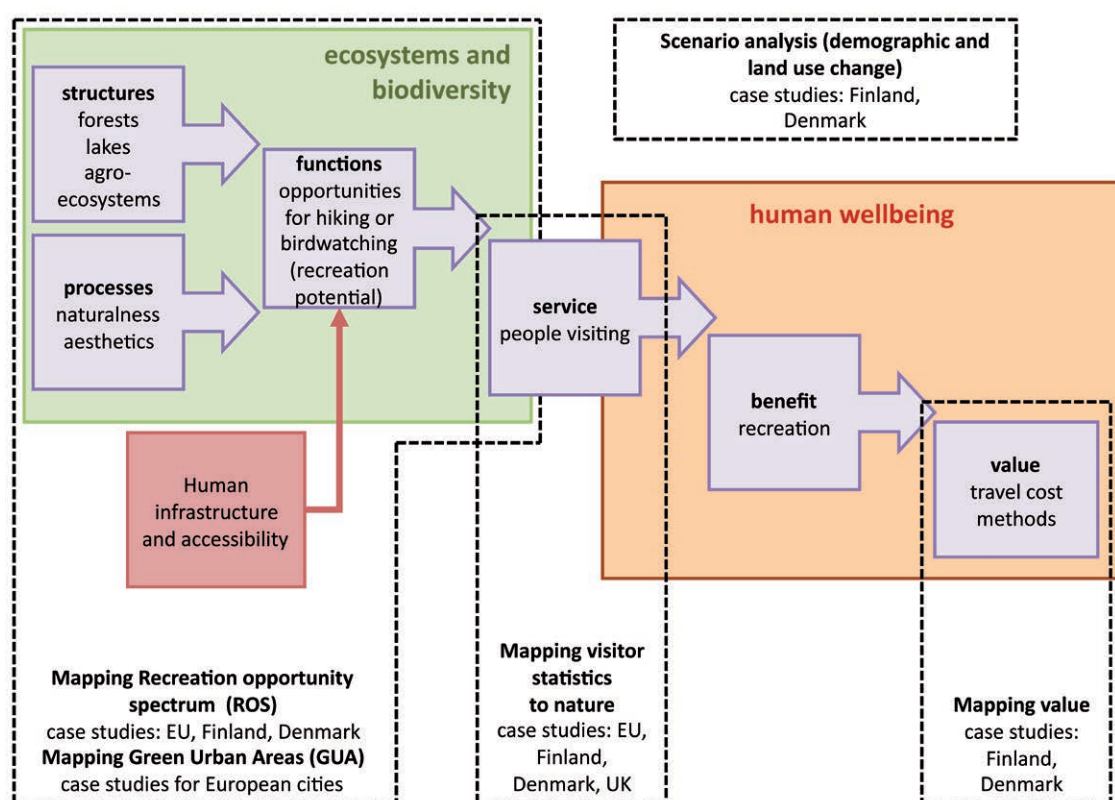 ecosystems and
biodiversity
structures
forests
lakes
agro-
ecosystems
processes
naturalness
aesthetics
functions
opportunities
for hiking or
birdwatching
(recreation
potential)
Human
infrastructure
and accessibility
Scenario analysis (demographic and
land use change)
case studies: Finland,
Denmark
human wellbeing
service
people visiting
benefit
recreation
value
travel cost
methods
Mapping Recreation opportunity
spectrum (ROS)
case studies: EU, Finland, Denmark
Mapping Green Urban Areas (GUA)
case studies for European cities
Mapping visitor
statistics
to nature
case studies: EU,
Finland,
Denmark, UK
Mapping value
case studies:
Finland,
Denmark